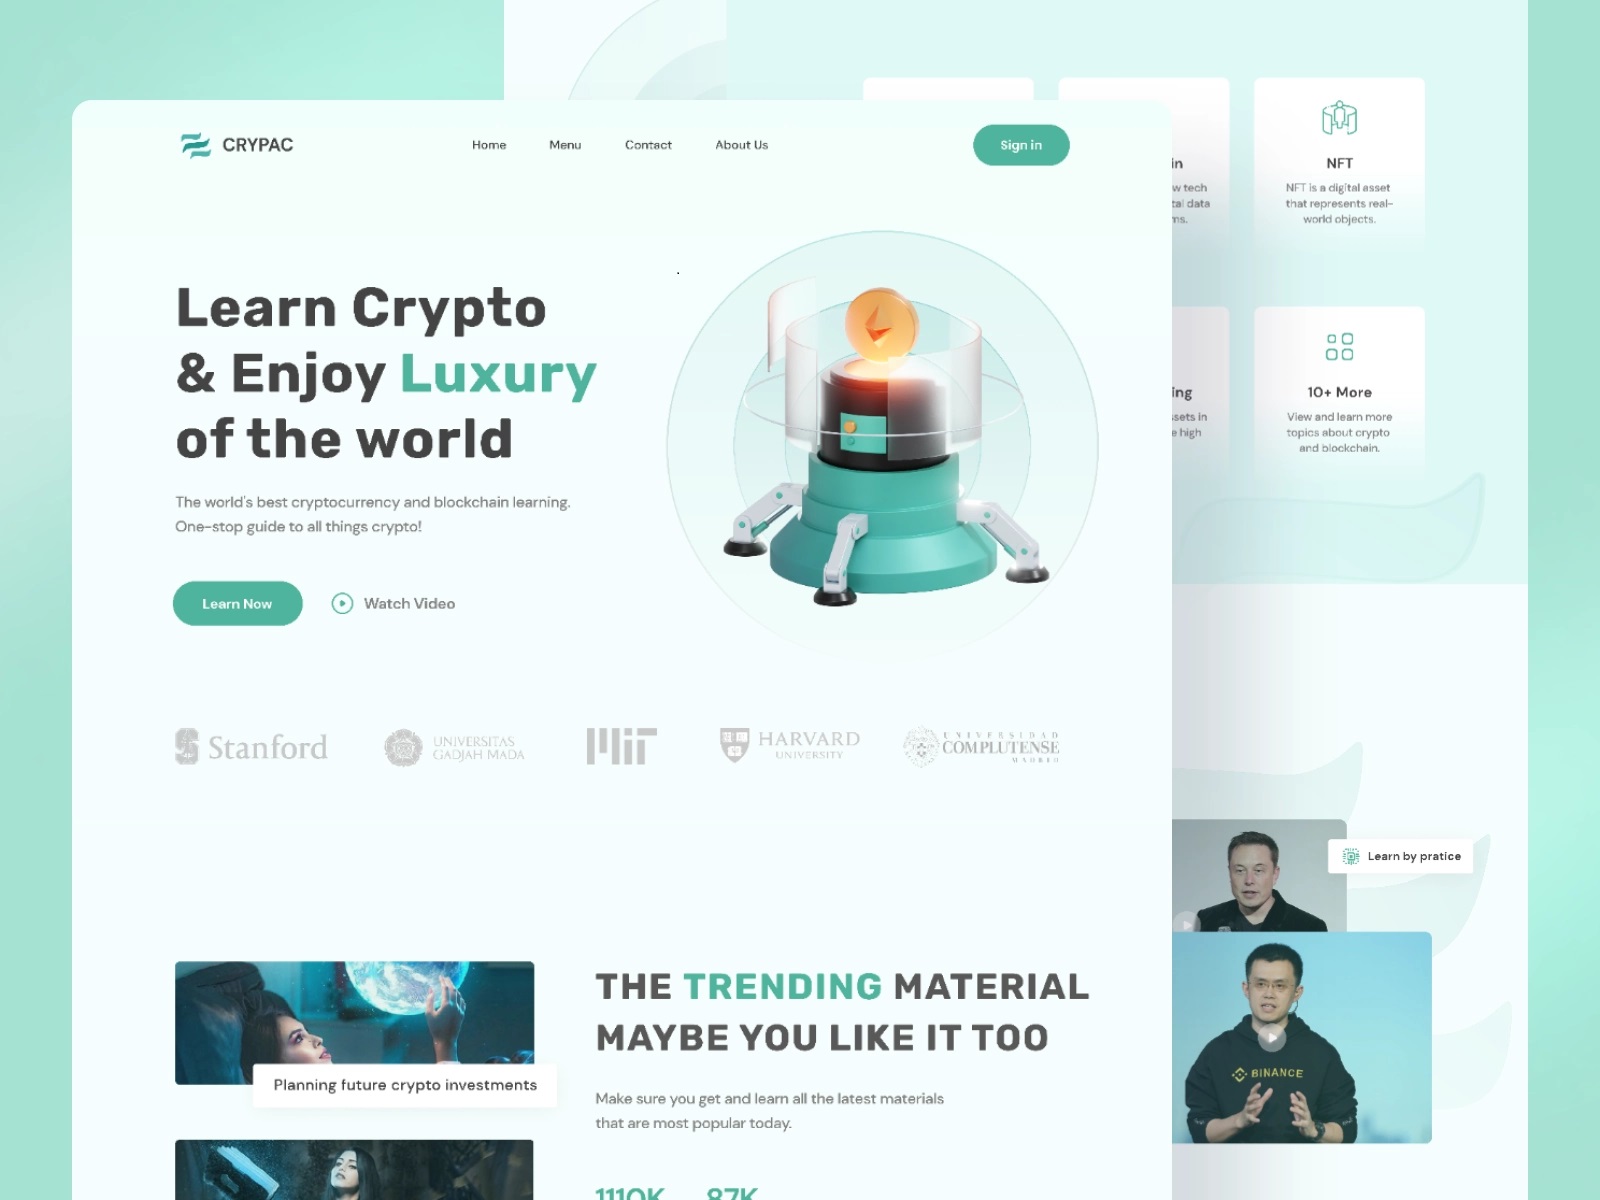 CRYPAC
Home
Menu
Contact
About Us
Sign in
Learn Crypto
& Enjoy Luxury
of the world
The world's best cryptocurrency and blockchain learning.
One-stop guide to all things crypto!
Learn Now
Watch Video
Stanford
UNIVERSITAS
GADJAH MADA
MIT
HARVARD
UNIVERSITY
UNIVERSIDAD
COMPLUTENSE
MADRID
Planning future crypto investments
THE TRENDING MATERIAL
MAYBE YOU LIKE IT TOO
Make sure you get and learn all the latest materials
that are most popular today.
1110K
87K
in
w tech
tal data
ms.
NFT
NFT is a digital asset
that represents real-
world objects.
ing
ssets in
e high
10+ More
View and learn more
topics about crypto
and blockchain.
Learn by pratice
BINANCE